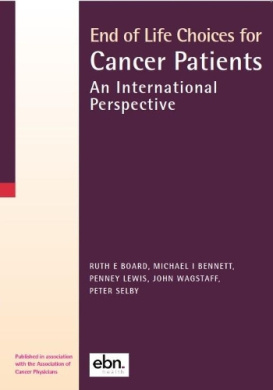 End of Life Choices for
Cancer Patients
An International
Perspective
RUTH E BOARD, MICHAEL I BENNETT,
PENNEY LEWIS, JOHN WAGSTAFF,
PETER SELBY
Published in association
with the Association of
Cancer Physicians
ebn.
health